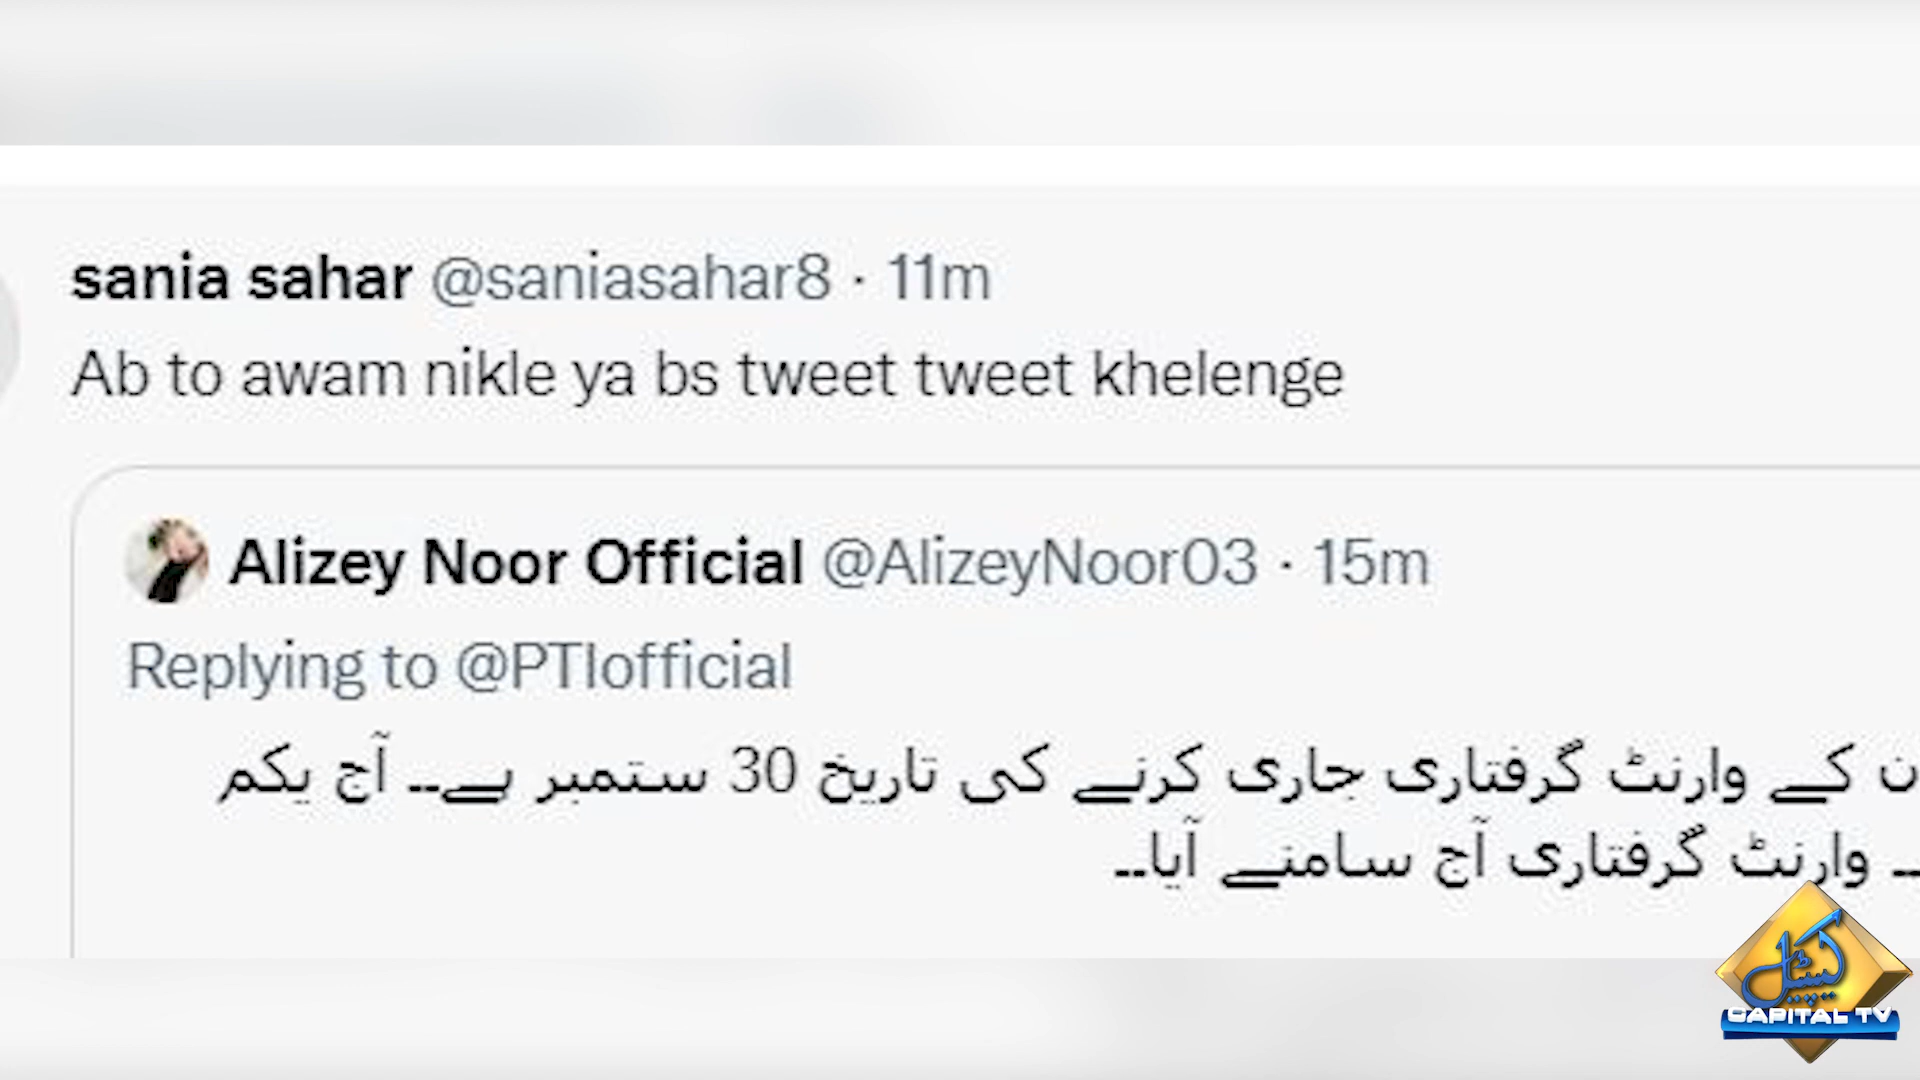 sania sahar @saniasahar8 · 11m
Ab to awam nikle ya bs tweet tweet khelenge
Alizey Noor Official @AlizeyNoor03 · 15m
Replying to @PTIofficial
کے وارنٹ گرفتاری جاری کرنے کی تاریخ 30 ستمبر ہے۔۔ آج یکم
۔۔ وارنٹ گرفتاری آج سامنے آیا۔۔
کیپیٹل
CAPITAL TV